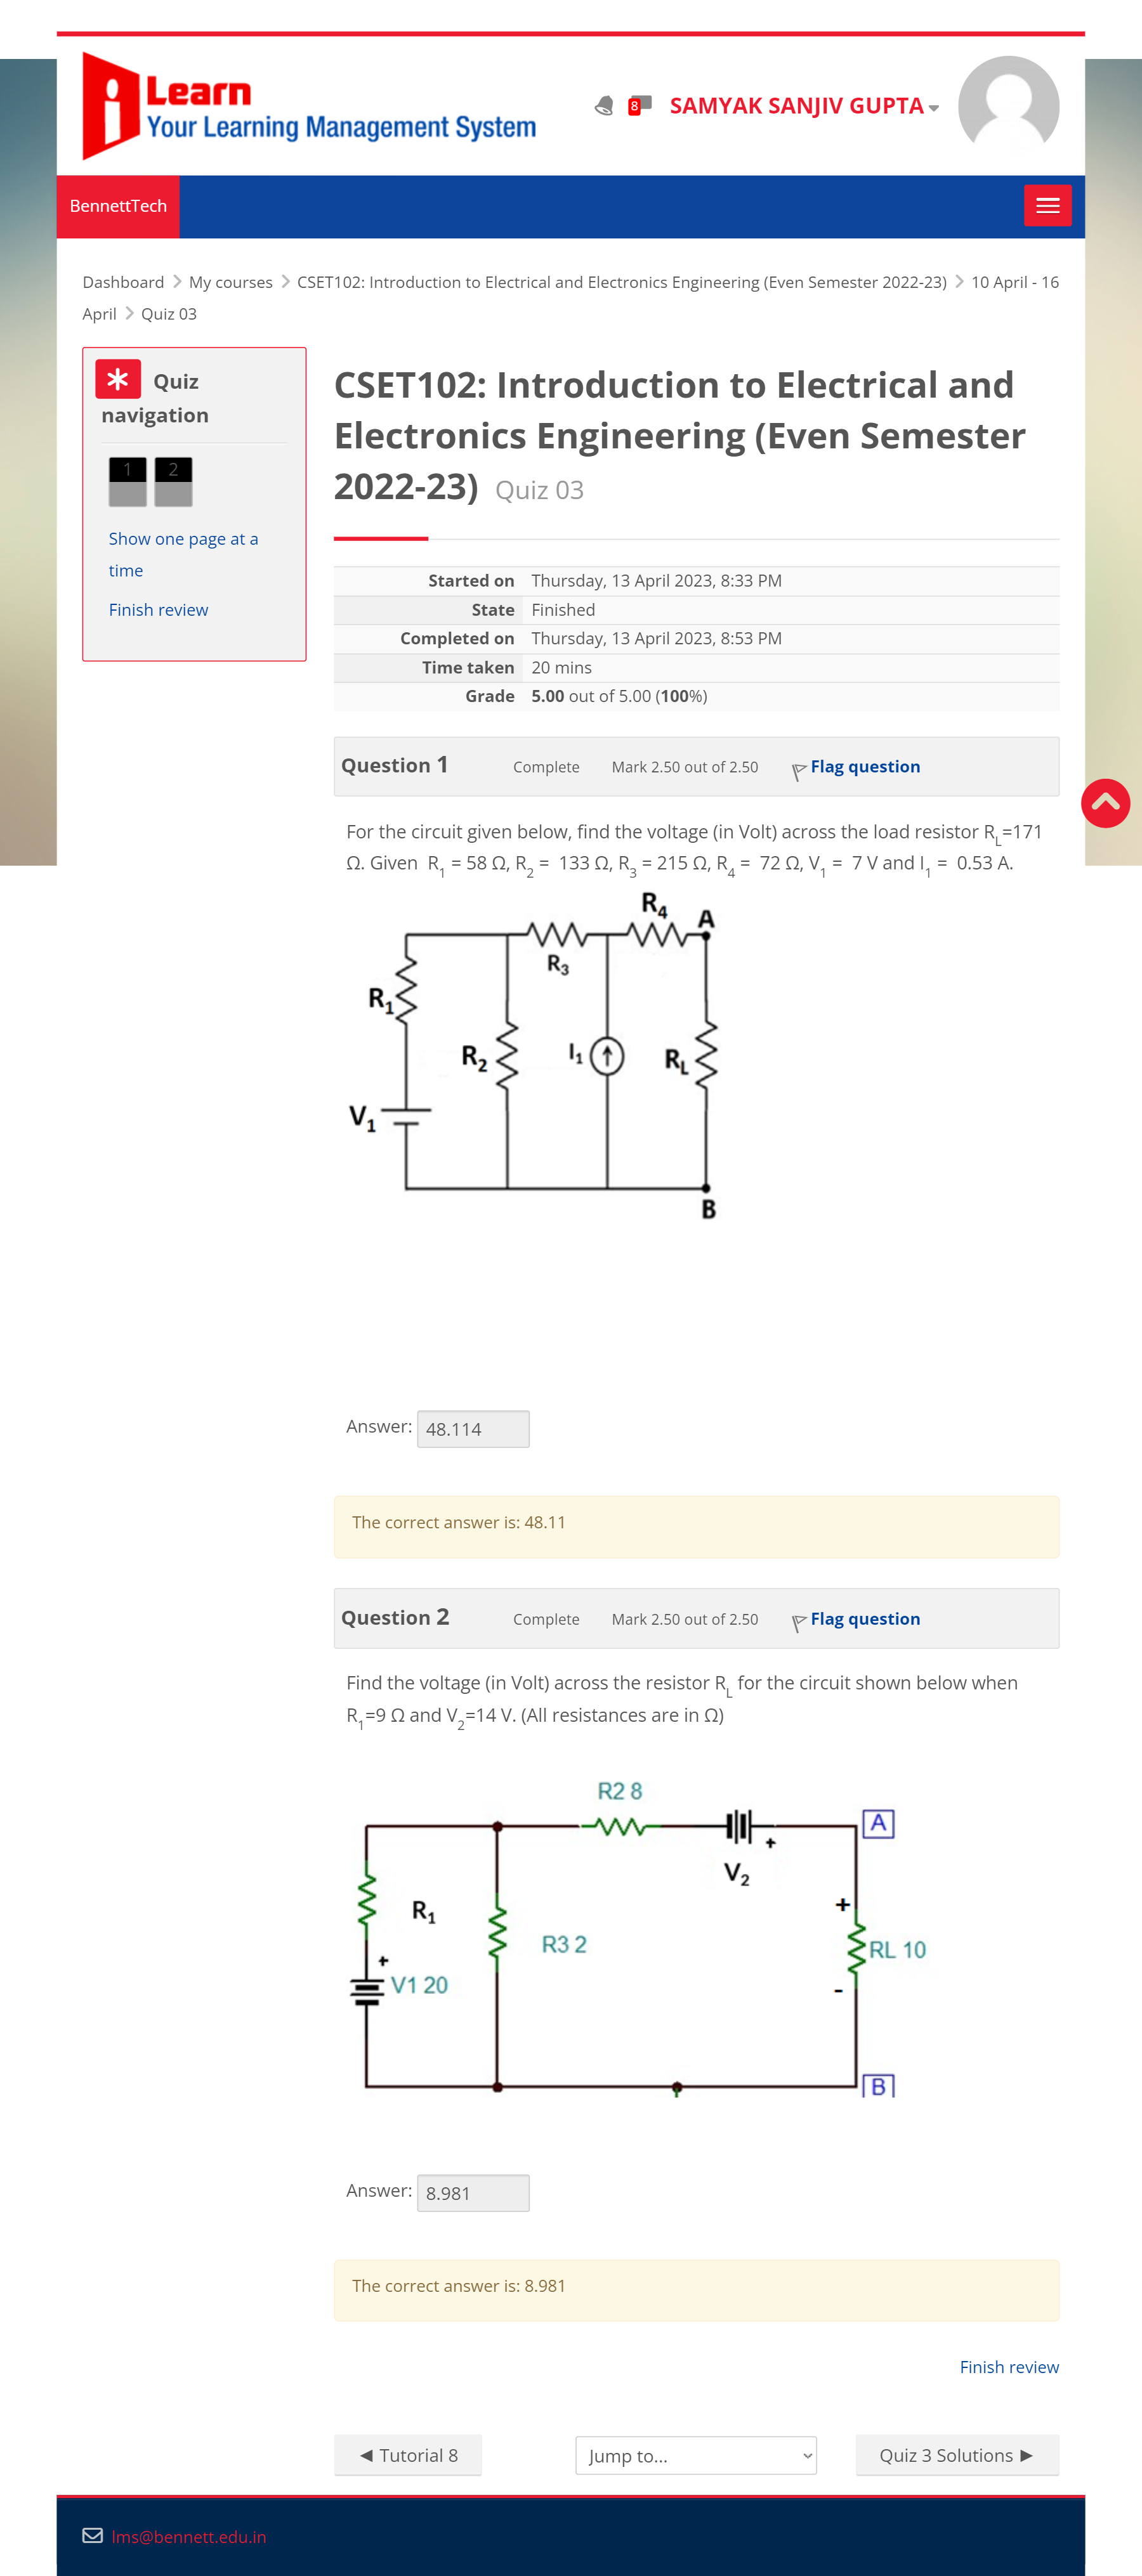 Learn
Your Learning Management System
8
SAMYAK SANJIV GUPTA
BennettTech
Dashboard > My courses > CSET102: Introduction to Electrical and Electronics Engineering (Even Semester 2022-23) > 10 April - 16
April > Quiz 03
Quiz
navigation
1 2
Show one page at a
time
Finish review
CSET102: Introduction to Electrical and
Electronics Engineering (Even Semester
2022-23) Quiz 03
Started on Thursday, 13 April 2023, 8:33 PM
State Finished
Completed on Thursday, 13 April 2023, 8:53 PM
Time taken 20 mins
Grade 5.00 out of 5.00 (100%)
Question 1 Complete Mark 2.50 out of 2.50 Flag question
For the circuit given below, find the voltage (in Volt) across the load resistor R_L=171
Ω. Given R_1 = 58 Ω, R_2 = 133 Ω, R_3 = 215 Ω, R_4 = 72 Ω, V_1 = 7 V and I_1 = 0.53 A.
R_4
A
R_3
R_1
R_2
I_1
R_L
V_1
B
Answer: 48.114
The correct answer is: 48.11
Question 2 Complete Mark 2.50 out of 2.50 Flag question
Find the voltage (in Volt) across the resistor R_L for the circuit shown below when
R_1=9 Ω and V_2=14 V. (All resistances are in Ω)
R2 8
A
+
V_2
R_1
+
R3 2
RL 10
+
V1 20
-
B
Answer: 8.981
The correct answer is: 8.981
Finish review
◄ Tutorial 8
Jump to...
Quiz 3 Solutions ►
lms@bennett.edu.in